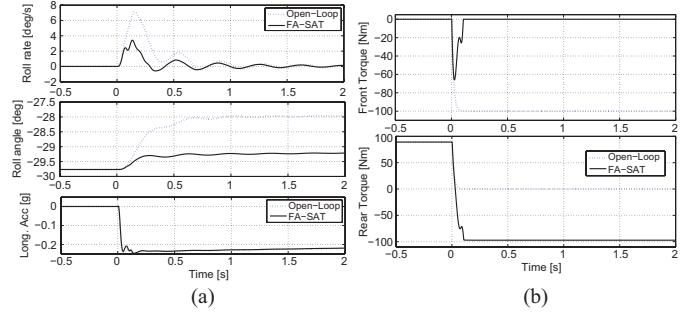 Roll rate [deg/s]
8
6
4
2
0
−2
Open−Loop
FA−SAT
−0.5 0 0.5 1 1.5 2
Roll angle [deg]
−27.5
−28
−28.5
−29
−29.5
−30
−0.5 0 0.5 1 1.5 2
Long. Acc [g]
0
−0.1
−0.2
Open−Loop
FA−SAT
−0.5 0 0.5 1 1.5 2
Time [s]
(a)
Front Torque [Nm]
0
−20
−40
−60
−80
−100
−0.5 0 0.5 1 1.5 2
Rear Torque [Nm]
100
50
0
−50
−100
Open−Loop
FA−SAT
−0.5 0 0.5 1 1.5 2
Time [s]
(b)